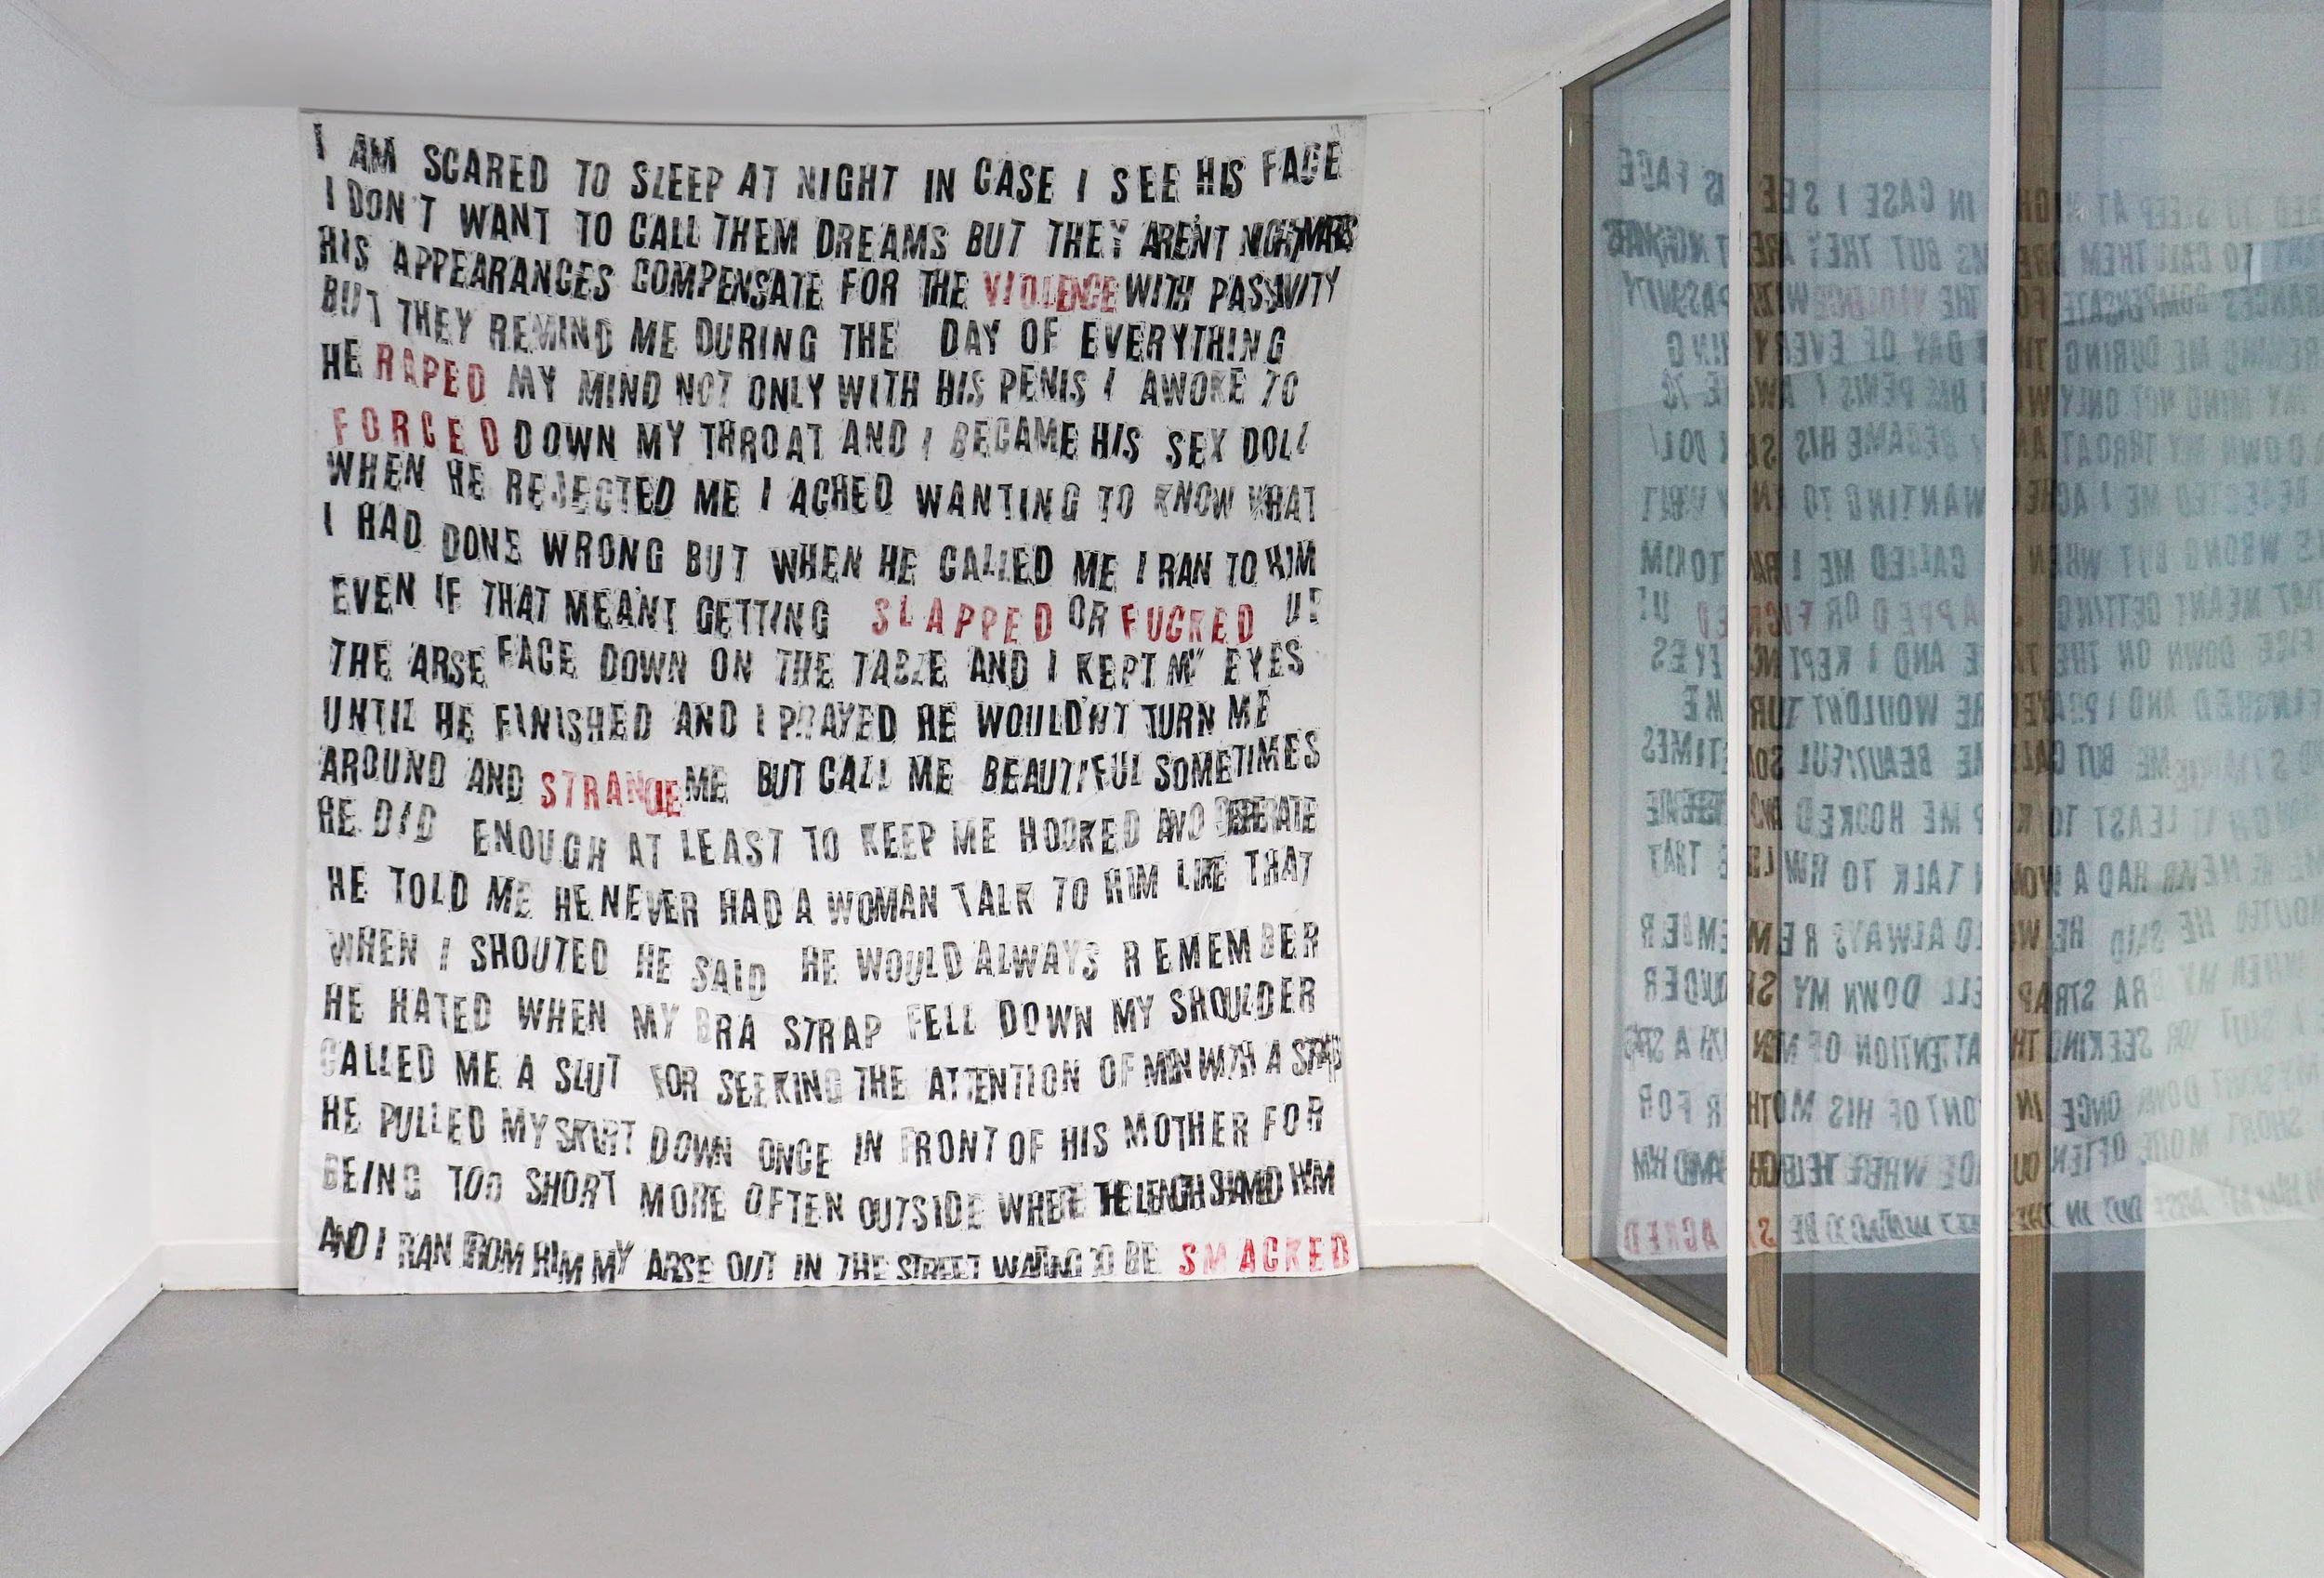 I AM SCARED TO SLEEP AT NIGHT IN CASE I SEE HIS FACE
I DON'T WANT TO CALL THEM DREAMS BUT THEY AREN'T NIGHTMARES
HIS APPEARANCES COMPENSATE FOR THE VIOLENCE WITH PASSIVITY
BUT THEY REMIND ME DURING THE DAY OF EVERYTHING
HE RAPED MY MIND NOT ONLY WITH HIS PENIS I AWOKE TO
FORCED DOWN MY THROAT AND I BECAME HIS SEX DOLL
WHEN HE REJECTED ME I ACHED WANTING TO KNOW WHAT
I HAD DONE WRONG BUT WHEN HE CALLED ME I RAN TO HIM
EVEN IF THAT MEANT GETTING SLAPPED OR FUCKED UP
THE ARSE FACE DOWN ON THE TABLE AND I KEPT MY EYES
UNTIL HE FINISHED AND I PRAYED HE WOULDN'T TURN ME
AROUND AND STRANGLE ME BUT CALL ME BEAUTIFUL SOMETIMES
HE DID ENOUGH AT LEAST TO KEEP ME HOOKED AND
HE TOLD ME HE NEVER HAD A WOMAN TALK TO HIM LIKE THAT
WHEN I SHOUTED HE SAID HE WOULD ALWAYS REMEMBER
HE HATED WHEN MY BRA STRAP FELL DOWN MY SHOULDER
CALLED ME A SLUT FOR SEEKING THE ATTENTION OF MEN WITH A STRAP
HE PULLED MY SKIRT DOWN ONCE IN FRONT OF HIS MOTHER FOR
BEING TOO SHORT MORE OFTEN OUTSIDE WHERE THE LENGTH SHAMED HIM
AND I RAN FROM HIM MY ARSE OUT IN THE STREET WAITING TO BE SMACKED